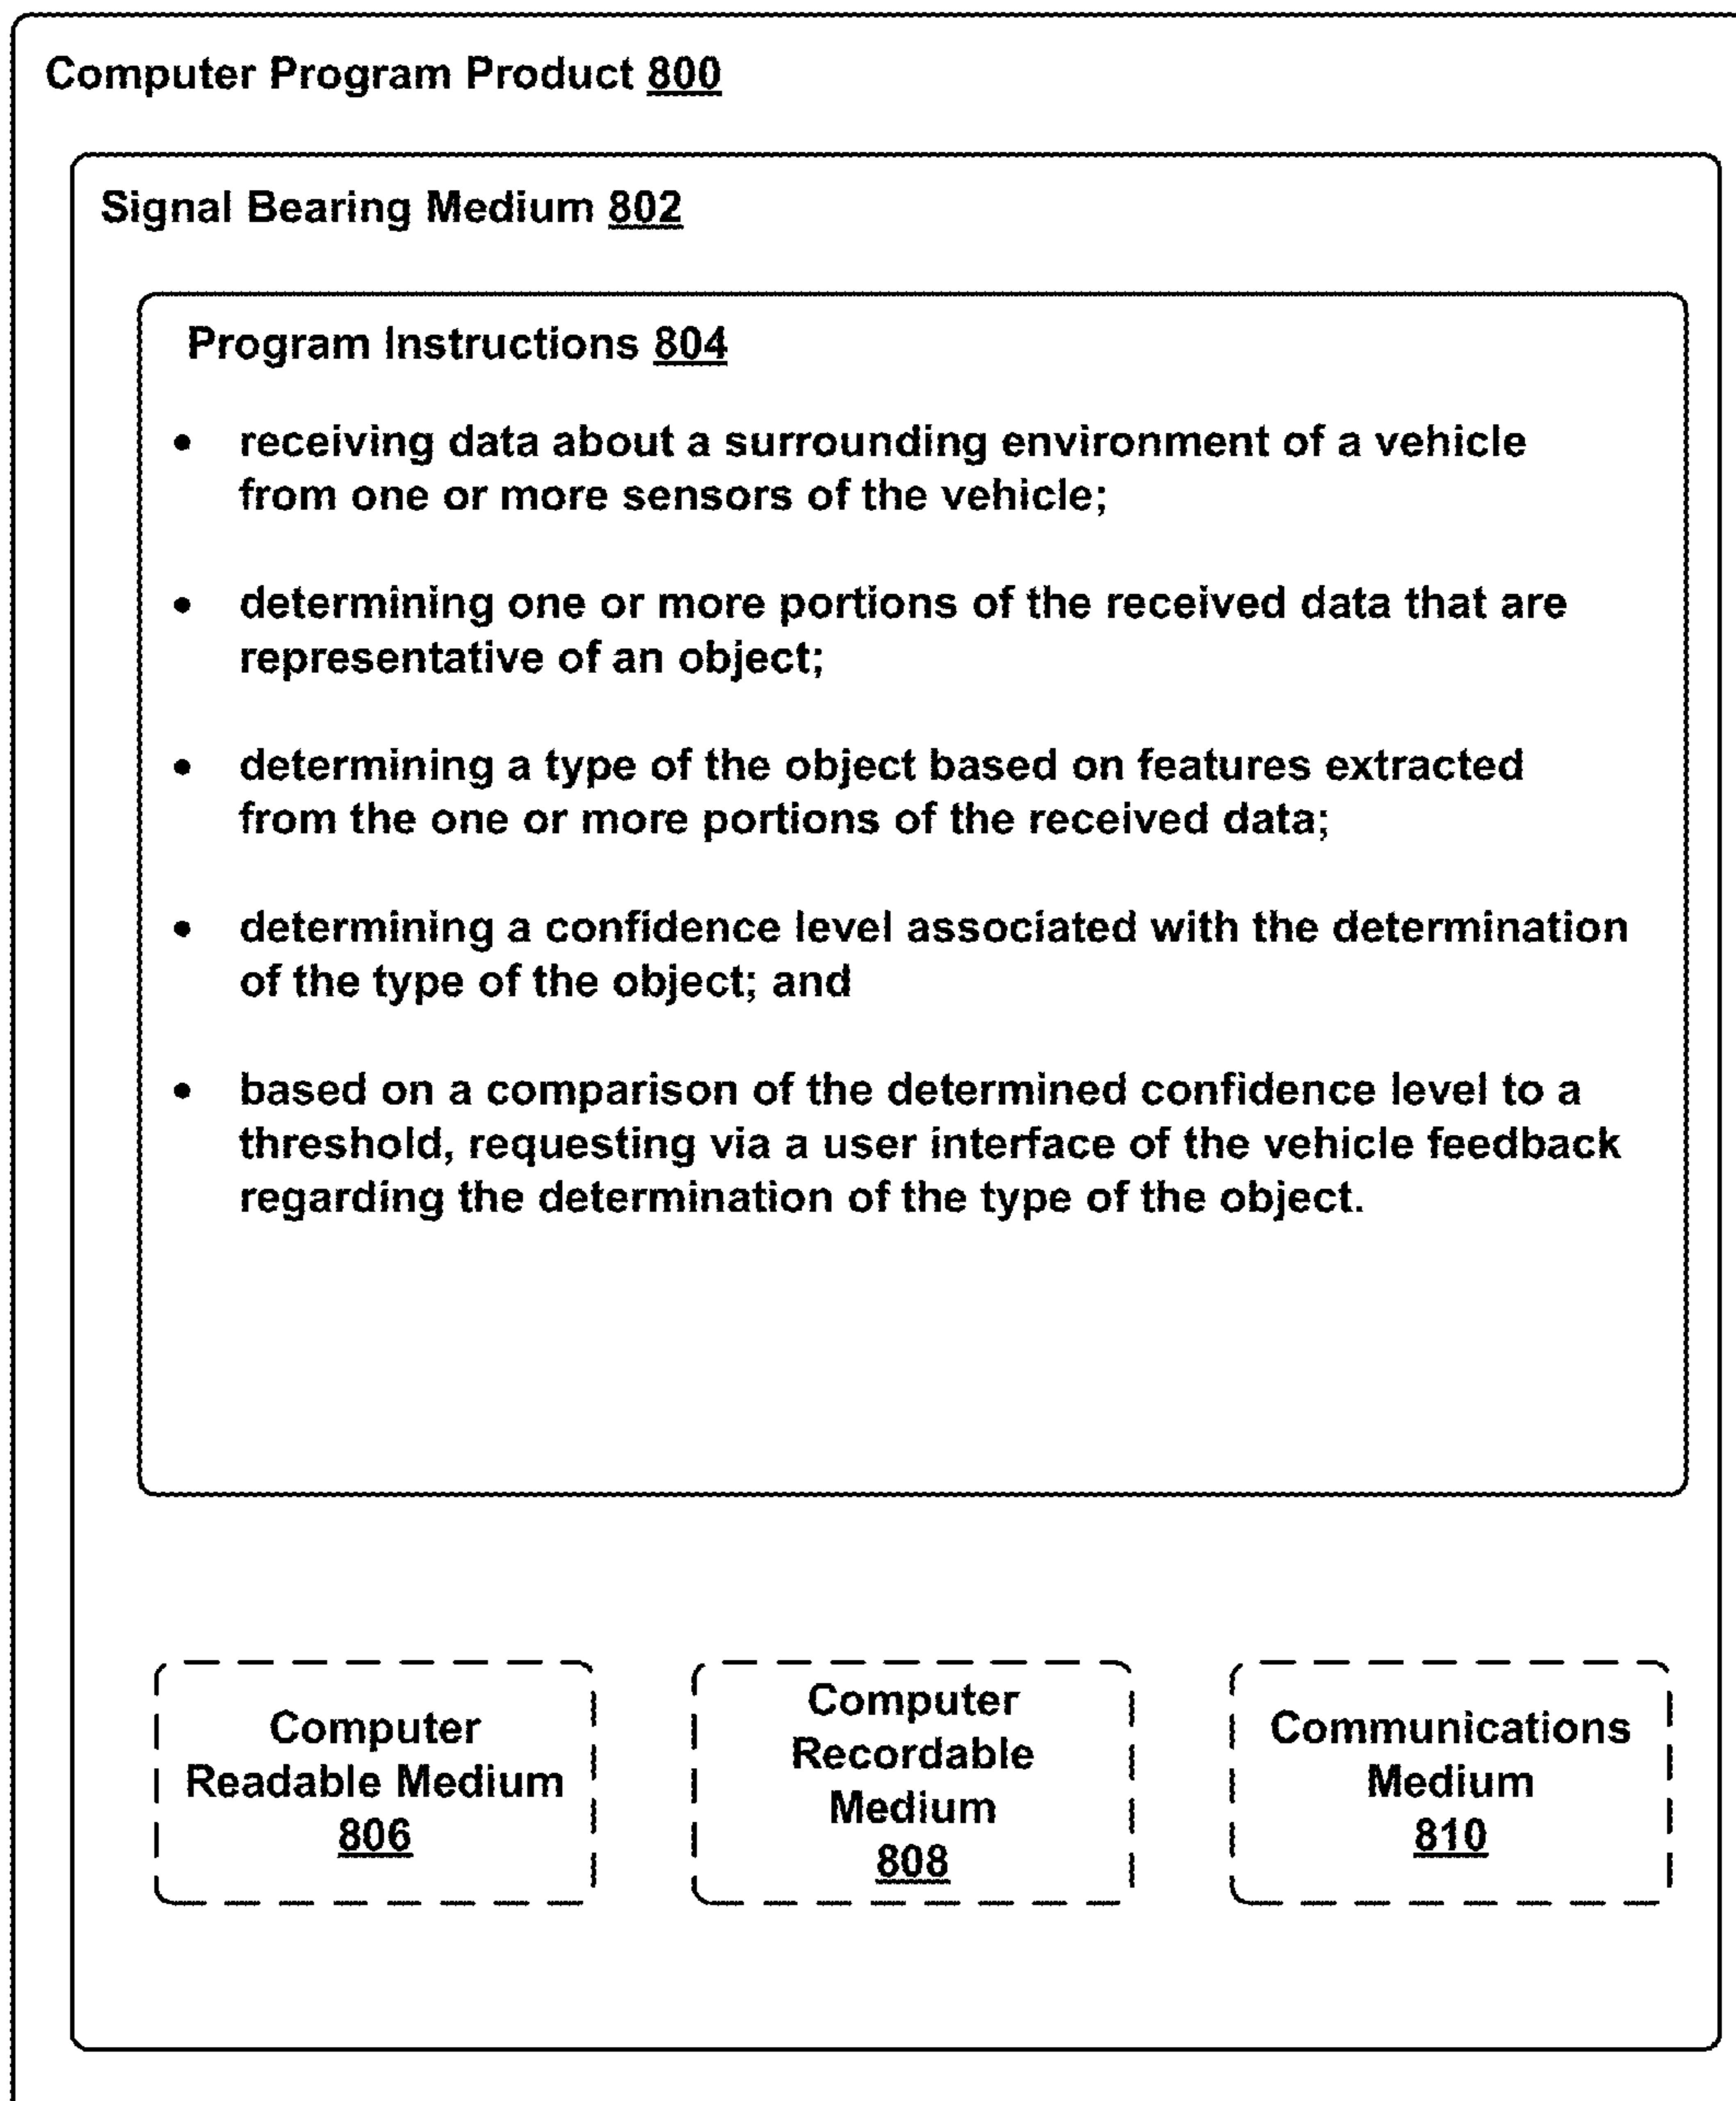 Computer Program Product 800
Signal Bearing Medium 802
Program Instructions 804
• receiving data about a surrounding environment of a vehicle
from one or more sensors of the vehicle;
• determining one or more portions of the received data that are
representative of an object;
• determining a type of the object based on features extracted
from the one or more portions of the received data;
• determining a confidence level associated with the determination
of the type of the object; and
• based on a comparison of the determined confidence level to a
threshold, requesting via a user interface of the vehicle feedback
regarding the determination of the type of the object.
Computer
Readable Medium
806
Computer
Recordable
Medium
808
Communications
Medium
810